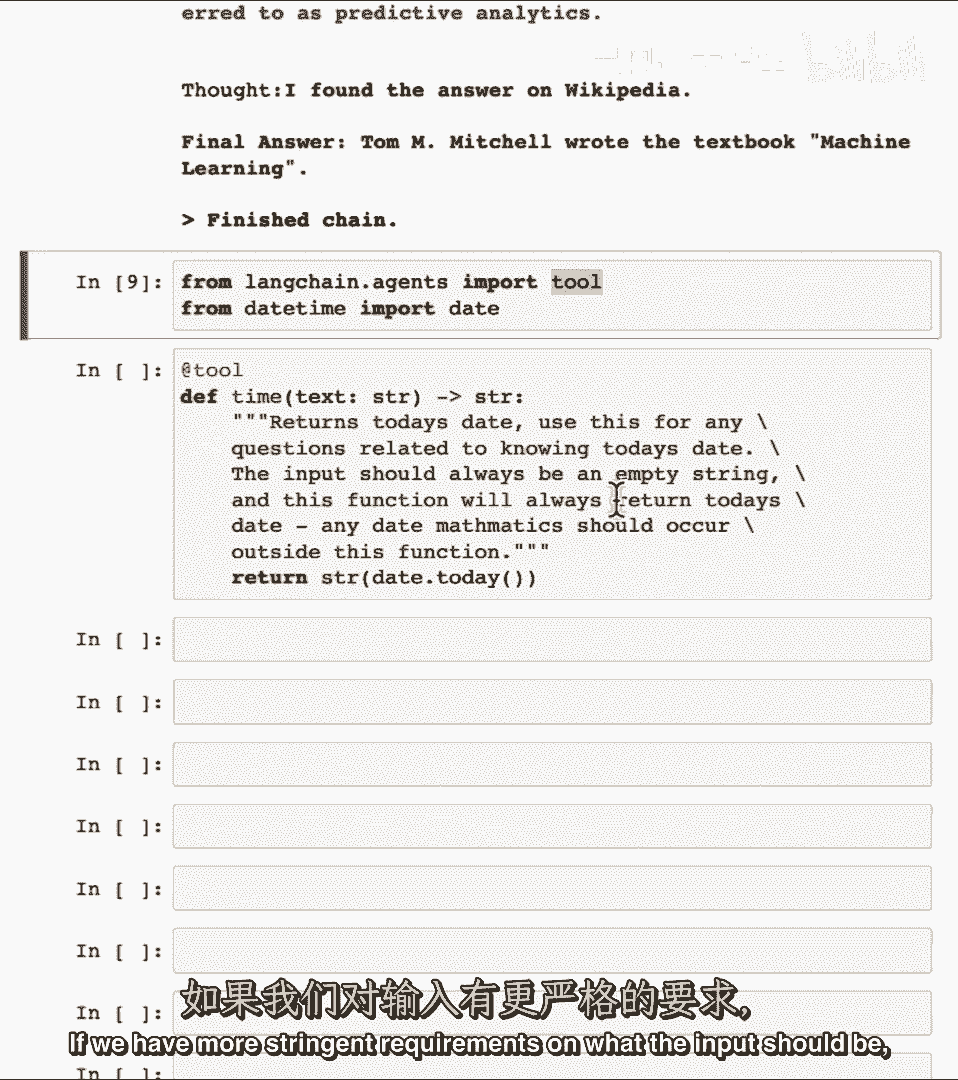 erred to as predictive analytics.
Thought:I found the answer on Wikipedia.
Final Answer: Tom M. Mitchell wrote the textbook "Machine
Learning".
> Finished chain.
In [9]: from langchain.agents import tool
from datetime import date
In [ ]: @tool
def time(text: str) -> str:
"""Returns todays date, use this for any \
questions related to knowing todays date. \
The input should always be an empty string, \
and this function will always return todays \
date - any date mathmatics should occur \
outside this function."""
return str(date.today())
In [ ]:
In [ ]:
In [ ]:
In [ ]:
In [ ]:
In [ ]:
In [ ]:
如果我们对输入有更严格的要求,
If we have more stringent requirements on what the input should be,
In [ ]: